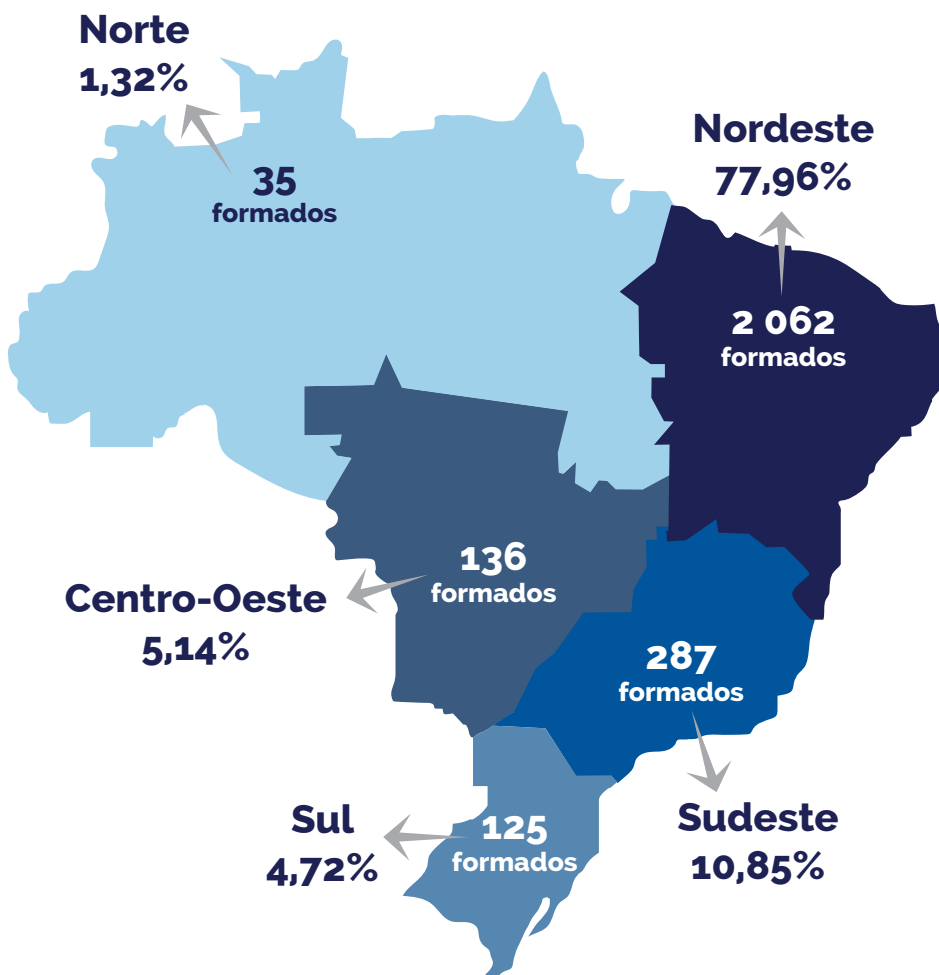 Norte
1,32%
35
formados
Nordeste
77,96%
2 062
formados
136
formados
Centro-Oeste
5,14%
287
formados
Sul
4,72%
125
formados
Sudeste
10,85%